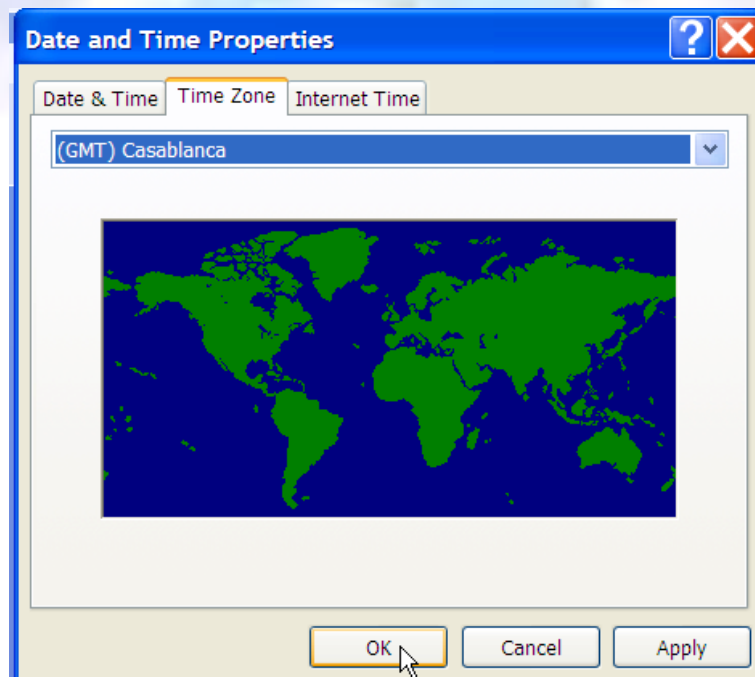 Date and Time Properties
Date & Time Time Zone Internet Time
(GMT) Casablanca
OK Cancel Apply